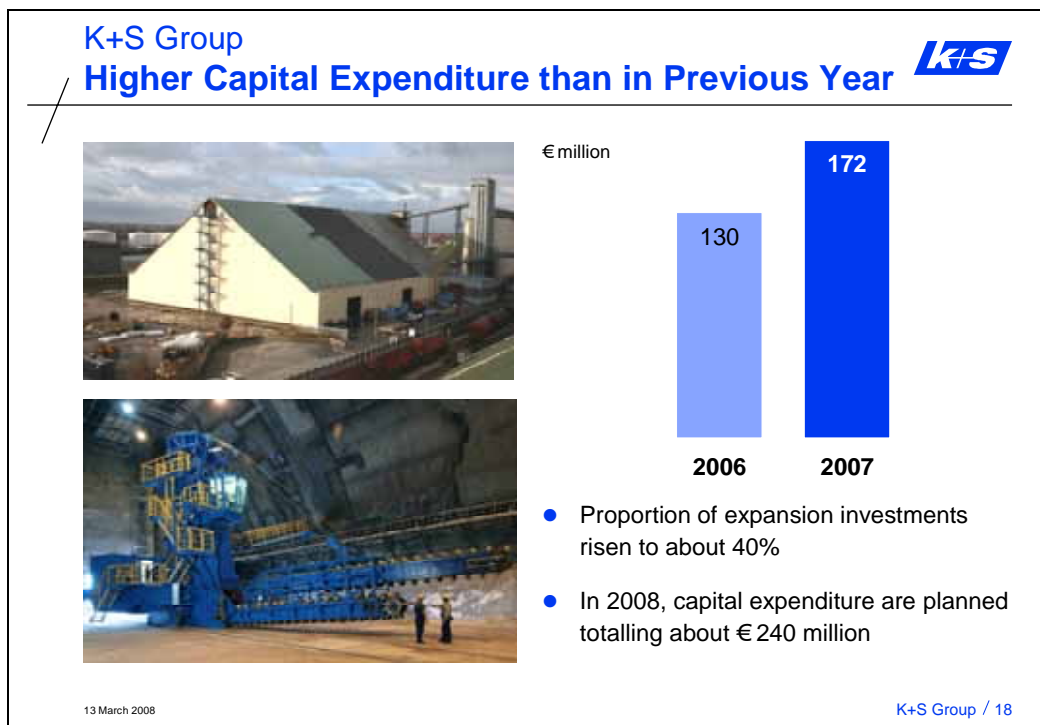 K+S Group
Higher Capital Expenditure than in Previous Year
K+S
€ million
172
130
2006
2007
● Proportion of expansion investments
risen to about 40%
● In 2008, capital expenditure are planned
totalling about € 240 million
13 March 2008
K+S Group / 18